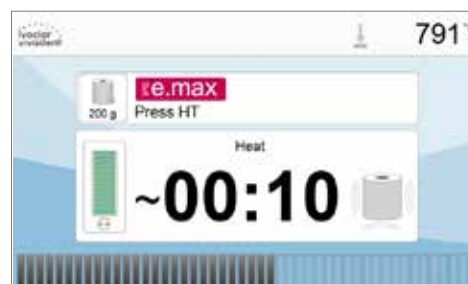 ivoclar
vivadent
791°
200 g
e.max
Press HT
Heat
~00:10